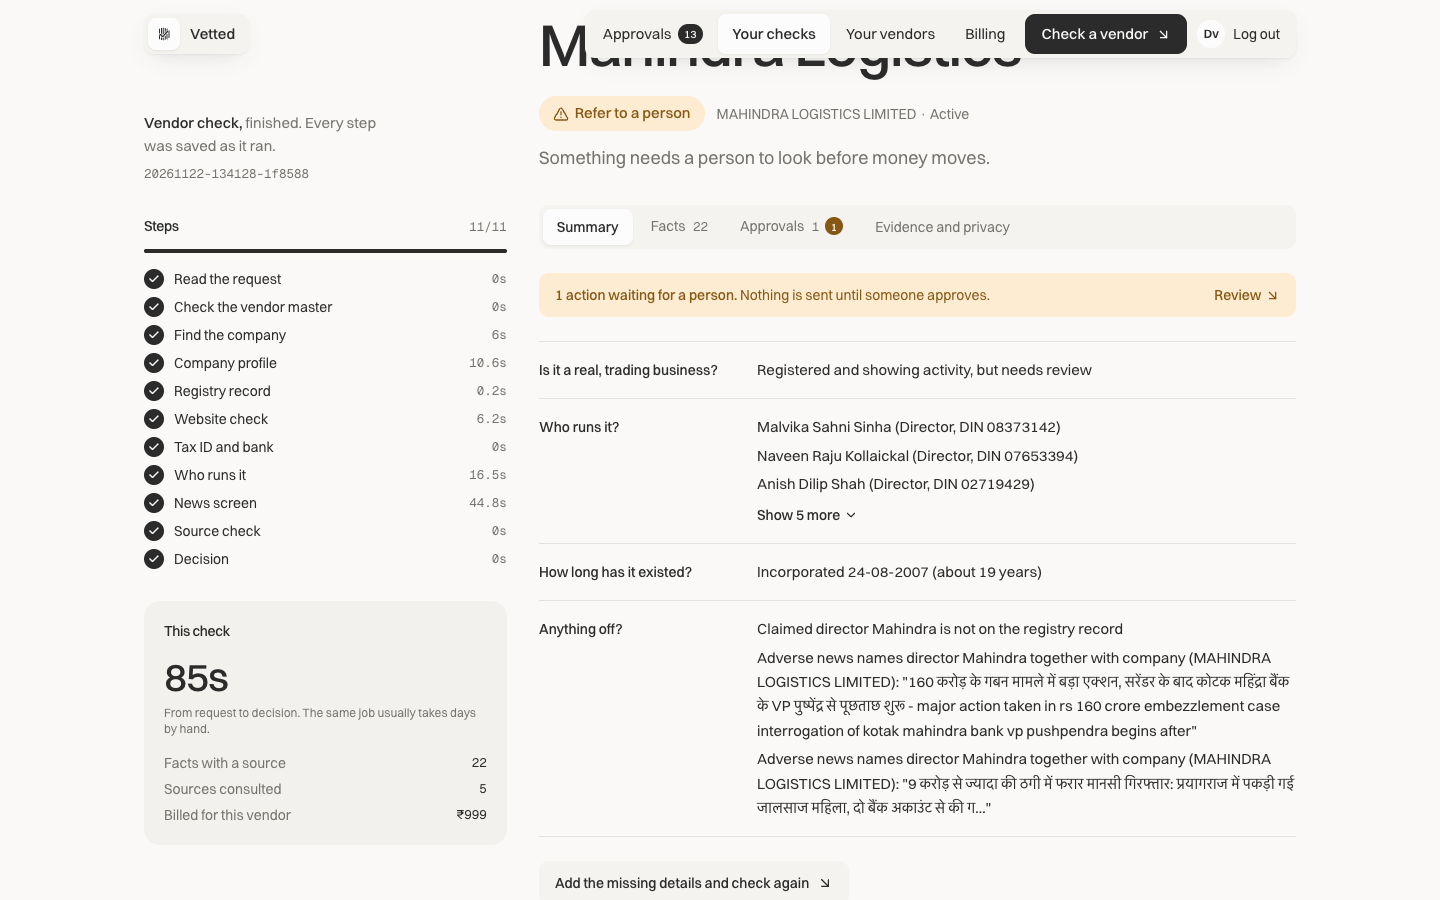 Vetted
Approvals 13
Your checks
Your vendors
Billing
Check a vendor
Dv
Log out
Mahindra Logistics
Vendor check, finished. Every step
was saved as it ran.
20261122-134128-1f8588
Steps 11/11
Read the request 0s
Check the vendor master 0s
Find the company 6s
Company profile 10.6s
Registry record 0.2s
Website check 6.2s
Tax ID and bank 0s
Who runs it 16.5s
News screen 44.8s
Source check 0s
Decision 0s
This check
85s
From request to decision. The same job usually takes days
by hand.
Facts with a source 22
Sources consulted 5
Billed for this vendor ₹999
Refer to a person
MAHINDRA LOGISTICS LIMITED · Active
Something needs a person to look before money moves.
Summary
Facts 22
Approvals 1 1
Evidence and privacy
1 action waiting for a person. Nothing is sent until someone approves.
Review
Is it a real, trading business? Registered and showing activity, but needs review
Who runs it? Malvika Sahni Sinha (Director, DIN 08373142)
Naveen Raju Kollaickal (Director, DIN 07653394)
Anish Dilip Shah (Director, DIN 02719429)
Show 5 more
How long has it existed? Incorporated 24-08-2007 (about 19 years)
Anything off? Claimed director Mahindra is not on the registry record
Adverse news names director Mahindra together with company (MAHINDRA
LOGISTICS LIMITED): "160 करोड़ के गबन मामले में बड़ा एक्शन, सरेंडर के बाद कोटक महिंद्रा बैंक
के VP पुष्पेंद्र से पूछताछ शुरू - major action taken in rs 160 crore embezzlement case
interrogation of kotak mahindra bank vp pushpendra begins after"
Adverse news names director Mahindra together with company (MAHINDRA
LOGISTICS LIMITED): "9 करोड़ से ज्यादा की ठगी में फरार मानसी गिरफ्तार: प्रयागराज में पकड़ी गई
जालसाज महिला, दो बैंक अकाउंट से की ग..."
Add the missing details and check again